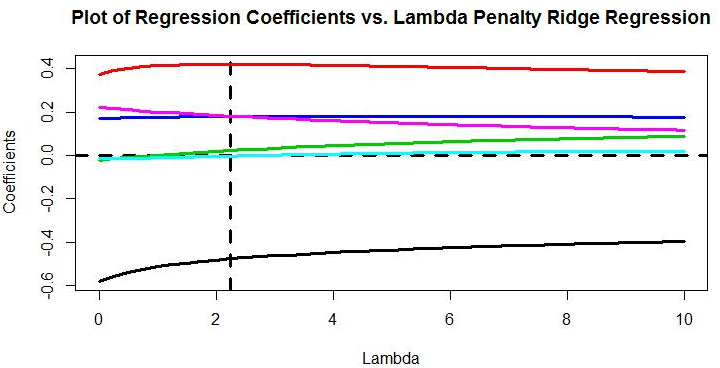 Plot of Regression Coefficients vs. Lambda Penalty Ridge Regression
Coefficients
0.4
0.2
0.0
-0.2
-0.4
-0.6
0 2 4 6 8 10
Lambda